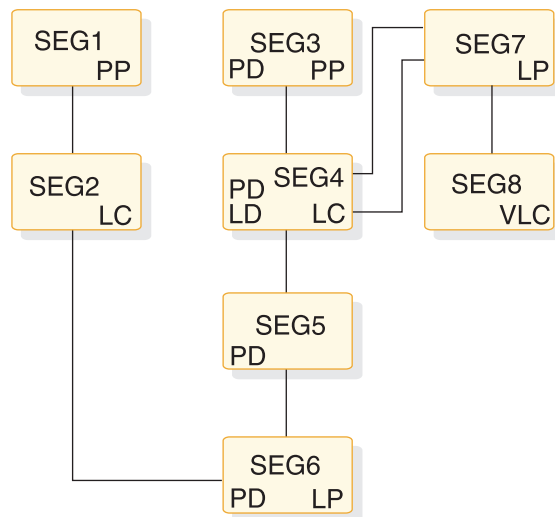 SEG1
PP
SEG3
PD PP
SEG7
LP
SEG2
LC
SEG4
PD
LD LC
SEG8
VLC
SEG5
PD
SEG6
PD LP